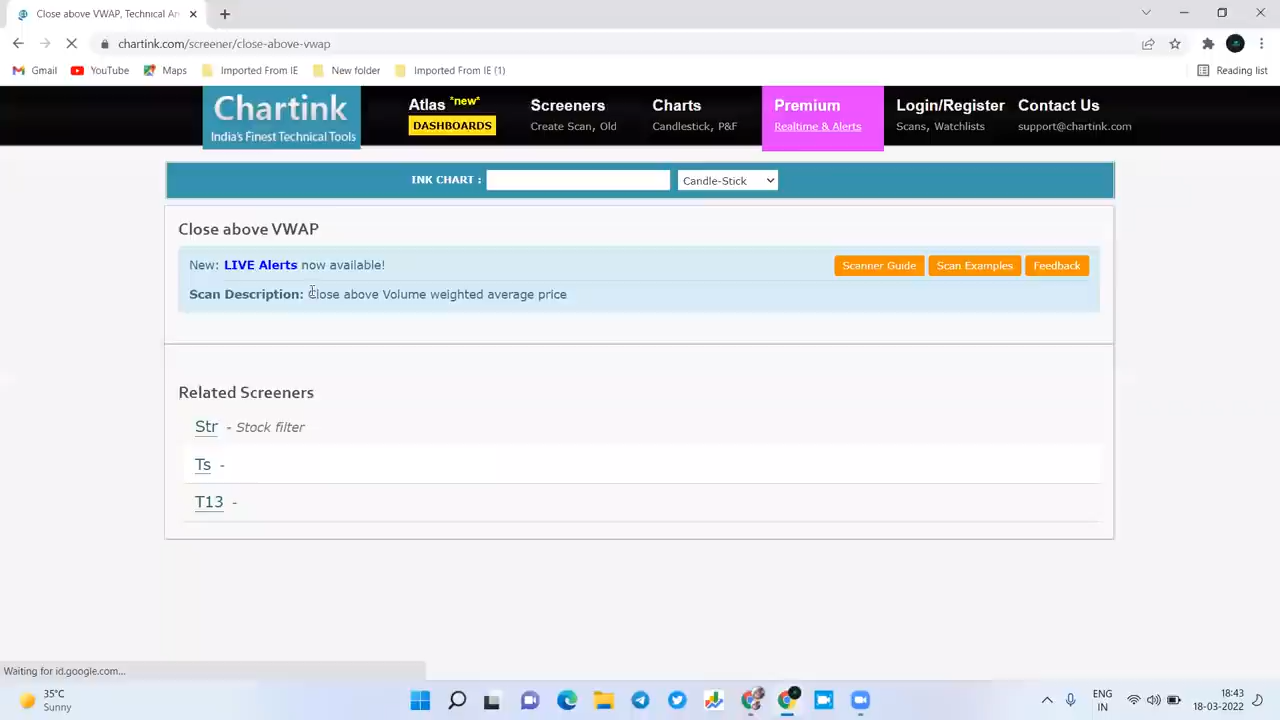 Close above VWAP, Technical An
chartink.com/screener/close-above-vwap
Gmail YouTube Maps Imported From IE New folder Imported From IE (1) Reading list
Chartink
India's Finest Technical Tools
Atlas *new*
DASHBOARDS
Screeners
Create Scan, Old
Charts
Candlestick, P&F
Premium
Realtime & Alerts
Login/Register
Scans, Watchlists
Contact Us
support@chartink.com
INK CHART : Candle-Stick
Close above VWAP
New: LIVE Alerts now available! Scanner Guide Scan Examples Feedback
Scan Description: Close above Volume weighted average price
Related Screeners
Str - Stock filter
Ts -
T13 -
Waiting for id.google.com...
35°C
Sunny
ENG
IN
18:43
18-03-2022